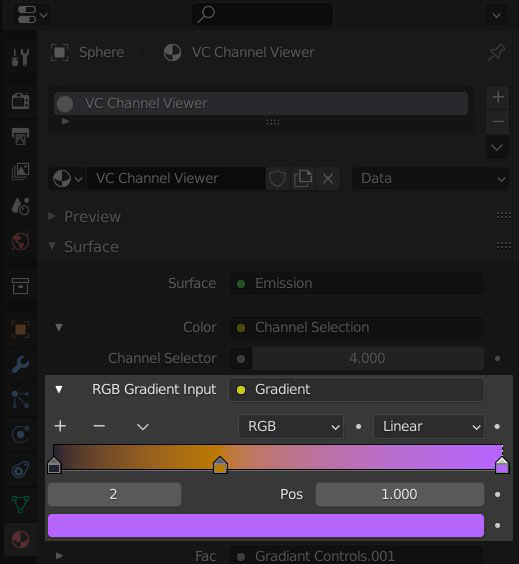 Sphere VC Channel Viewer
VC Channel Viewer
VC Channel Viewer Data
Preview
Surface
Surface Emission
Color Channel Selection
Channel Selector 4.000
RGB Gradient Input Gradient
RGB Linear
2 Pos 1.000
Fac Gradiant Controls.001